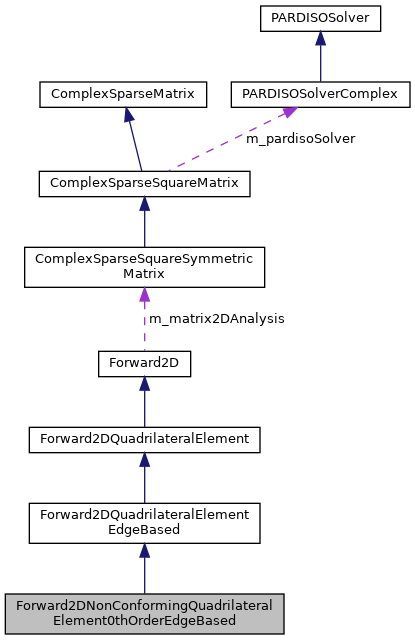 PARDISOSolver
ComplexSparseMatrix
PARDISOSolverComplex
m_pardisoSolver
ComplexSparseSquareMatrix
ComplexSparseSquareSymmetric
Matrix
m_matrix2DAnalysis
Forward2D
Forward2DQuadrilateralElement
Forward2DQuadrilateralElement
EdgeBased
Forward2DNonConformingQuadrilateral
Element0thOrderEdgeBased